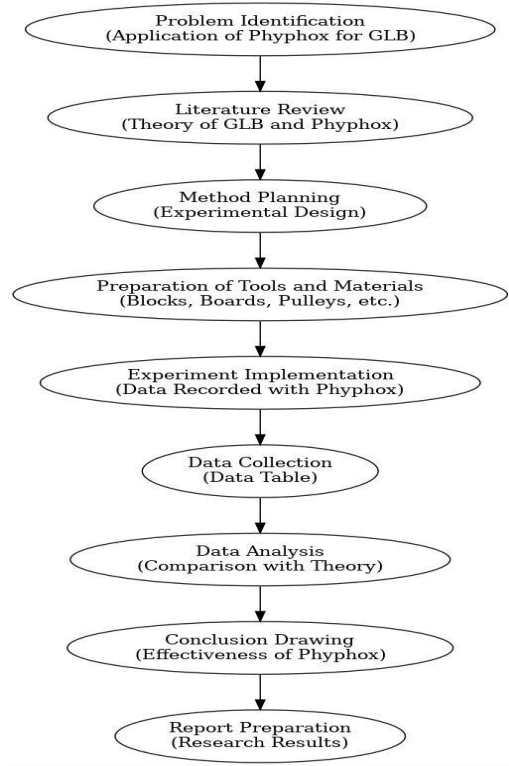 Problem Identification
(Application of Phyphox for GLB)
Literature Review
(Theory of GLB and Phyphox)
Method Planning
(Experimental Design)
Preparation of Tools and Materials
(Blocks, Boards, Pulleys, etc.)
Experiment Implementation
(Data Recorded with Phyphox)
Data Collection
(Data Table)
Data Analysis
(Comparison with Theory)
Conclusion Drawing
(Effectiveness of Phyphox)
Report Preparation
(Research Results)